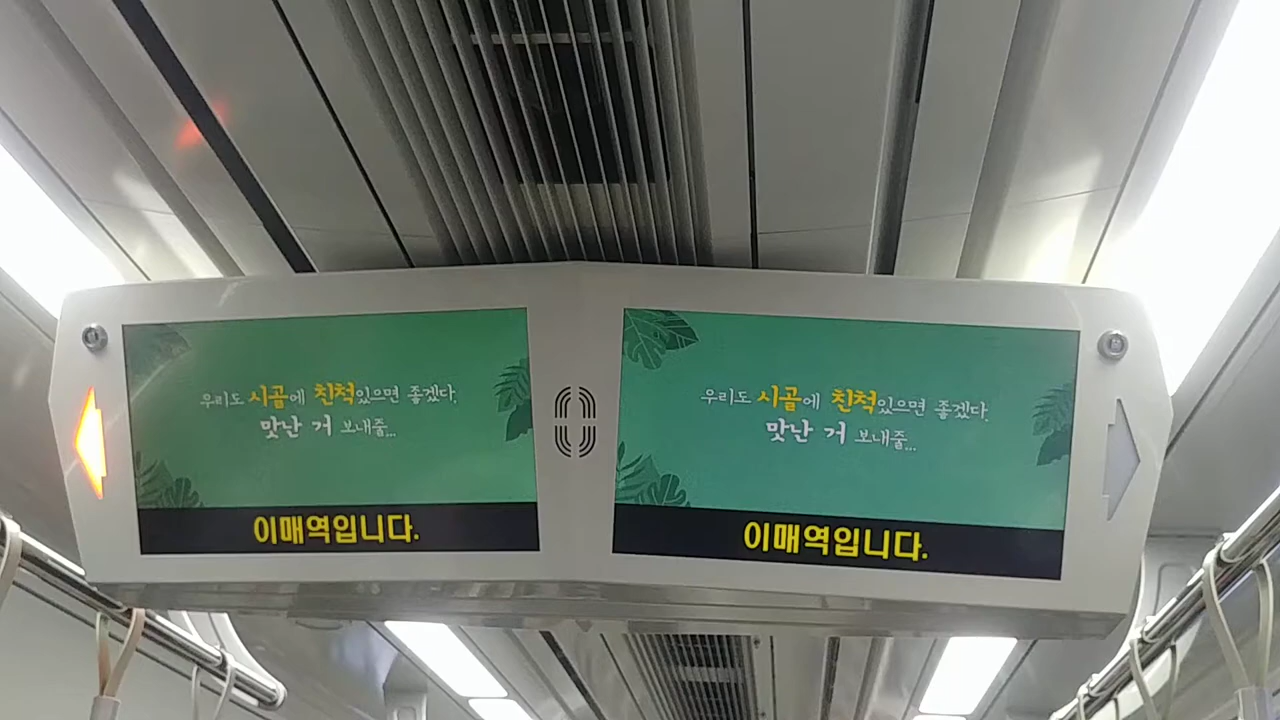 우리도 시골에 친척있으면 좋겠다.
맛난 거 보내줄...
이매역입니다.
우리도 시골에 친척있으면 좋겠다.
맛난 거 보내줄...
이매역입니다.